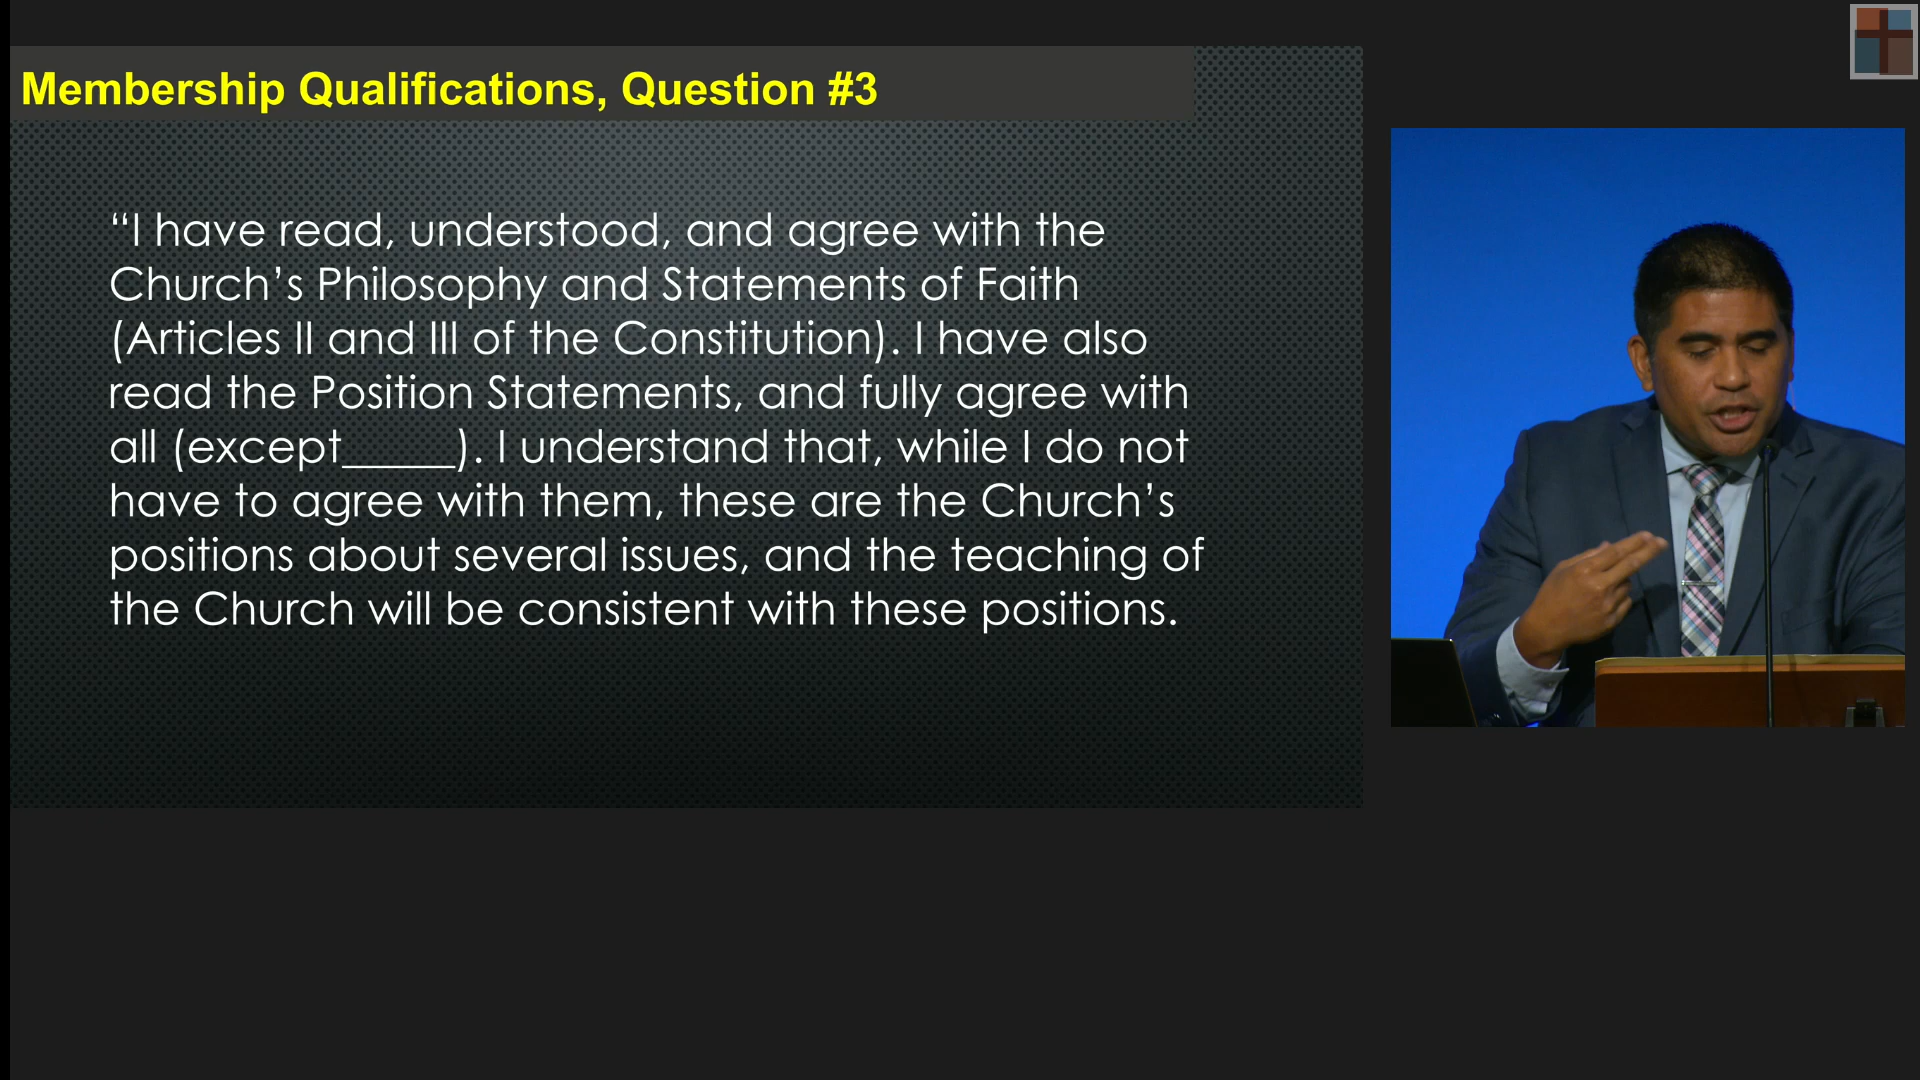 Membership Qualifications, Question #3
“I have read, understood, and agree with the
Church’s Philosophy and Statements of Faith
(Articles II and III of the Constitution). I have also
read the Position Statements, and fully agree with
all (except_____). I understand that, while I do not
have to agree with them, these are the Church’s
positions about several issues, and the teaching of
the Church will be consistent with these positions.